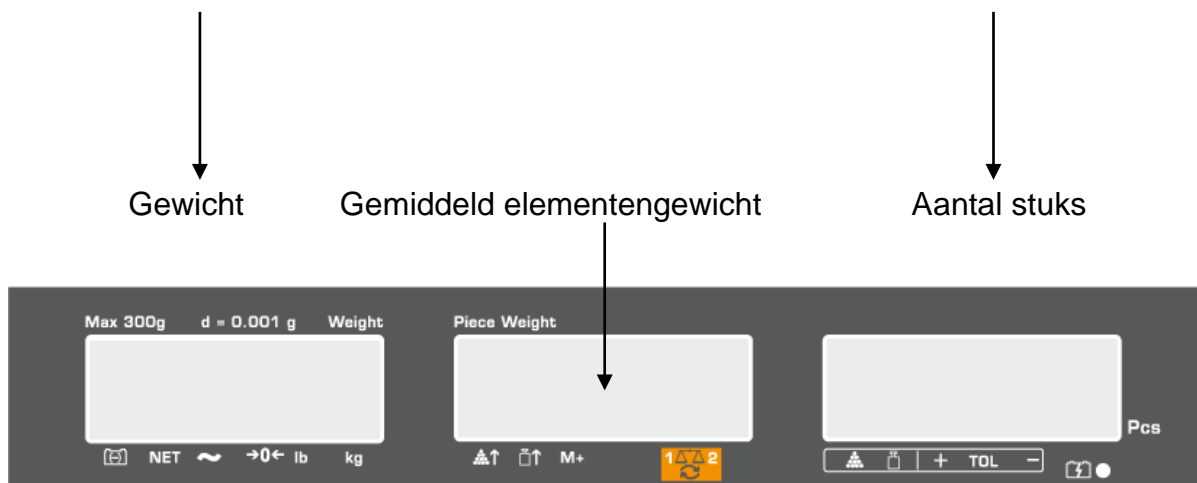 Gewicht Gemiddeld elementengewicht Aantal stuks
Max 300g d = 0.001 g Weight Piece Weight
Pcs
NET →0← lb kg M+ 1 2 + TOL −